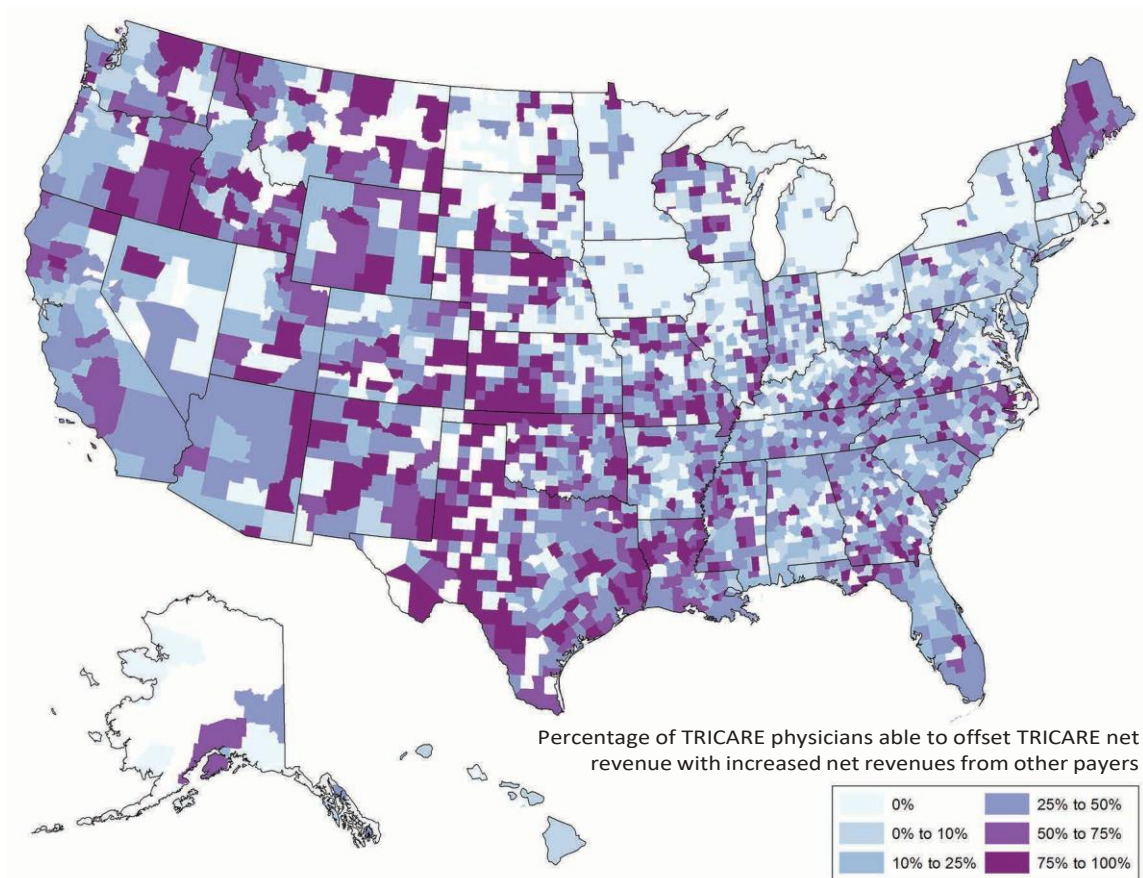 Percentage of TRICARE physicians able to offset TRICARE net
revenue with increased net revenues from other payers
0%
25% to 50%
0% to 10%
50% to 75%
10% to 25%
75% to 100%